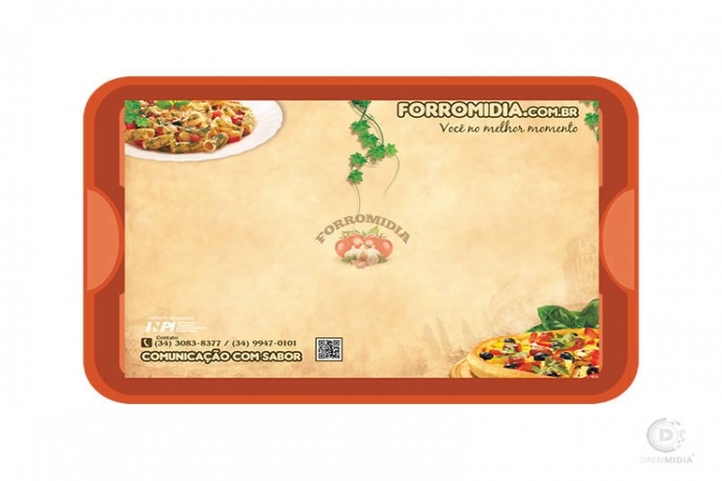 FORROMIDIA.COM.BR
Você no melhor momento
FORROMIDIA
INPI
Contato
(34) 3083-8377 / (34) 9947-0101
COMUNICAÇÃO COM SABOR
D
DAENMIDIA